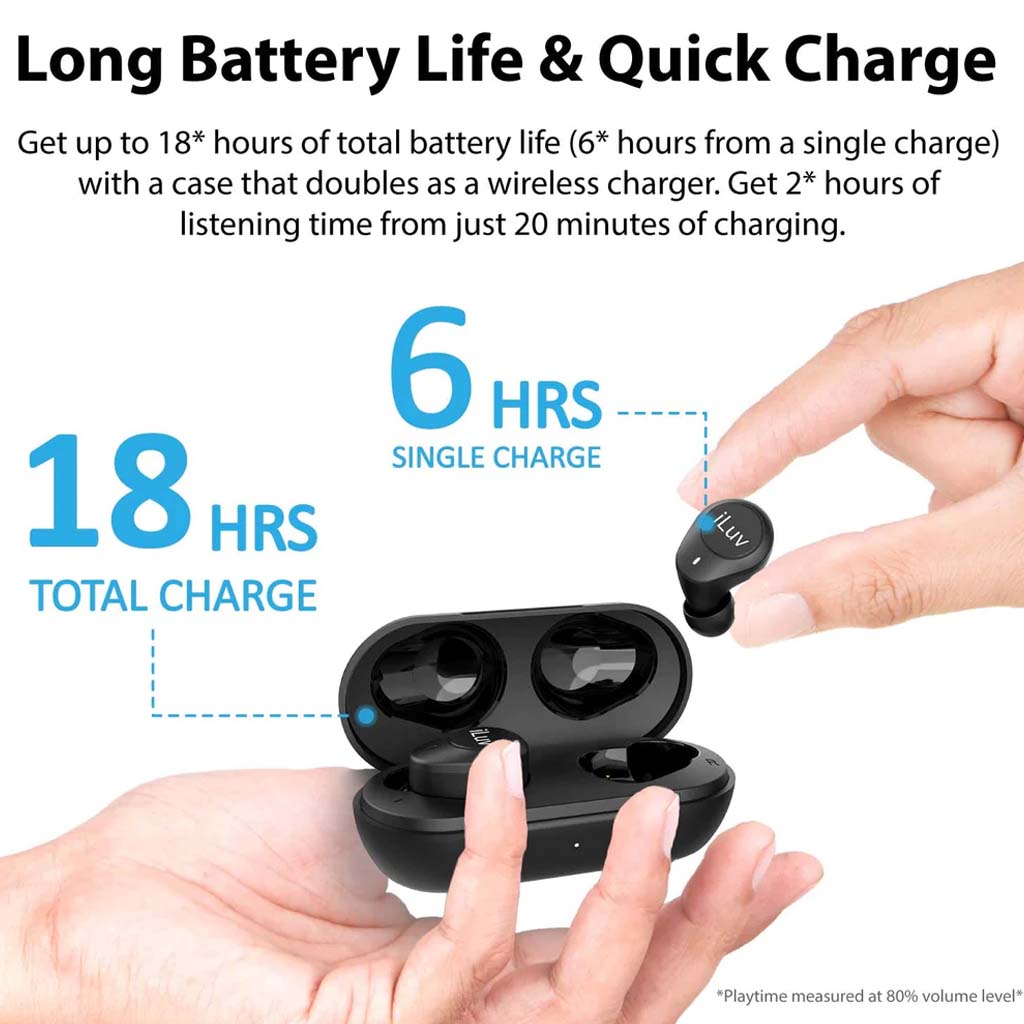 Long Battery Life & Quick Charge
Get up to 18* hours of total battery life (6* hours from a single charge)
with a case that doubles as a wireless charger. Get 2* hours of
listening time from just 20 minutes of charging.
6 HRS
SINGLE CHARGE
18 HRS
TOTAL CHARGE
iLuv
iLuv
*Playtime measured at 80% volume level*